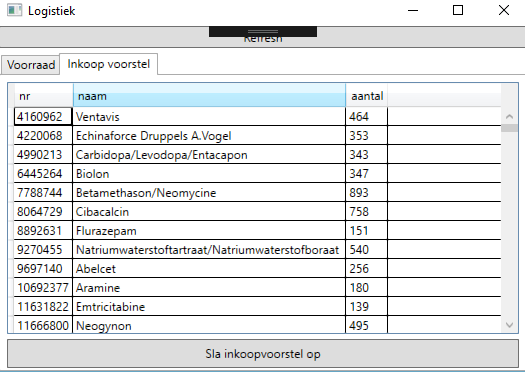 Logistiek
Refresh
Voorraad Inkoop voorstel
nr naam aantal
4160962 Ventavis 464
4220068 Echinaforce Druppels A.Vogel 353
4990213 Carbidopa/Levodopa/Entacapon 343
6445264 Biolon 347
7788744 Betamethason/Neomycine 893
8064729 Cibacalcin 758
8892631 Flurazepam 151
9270455 Natriumwaterstoftartraat/Natriumwaterstofboraat 540
9697140 Abelcet 256
10692377 Aramine 180
11631822 Emtricitabine 139
11666800 Neogynon 495
Sla inkoopvoorstel op